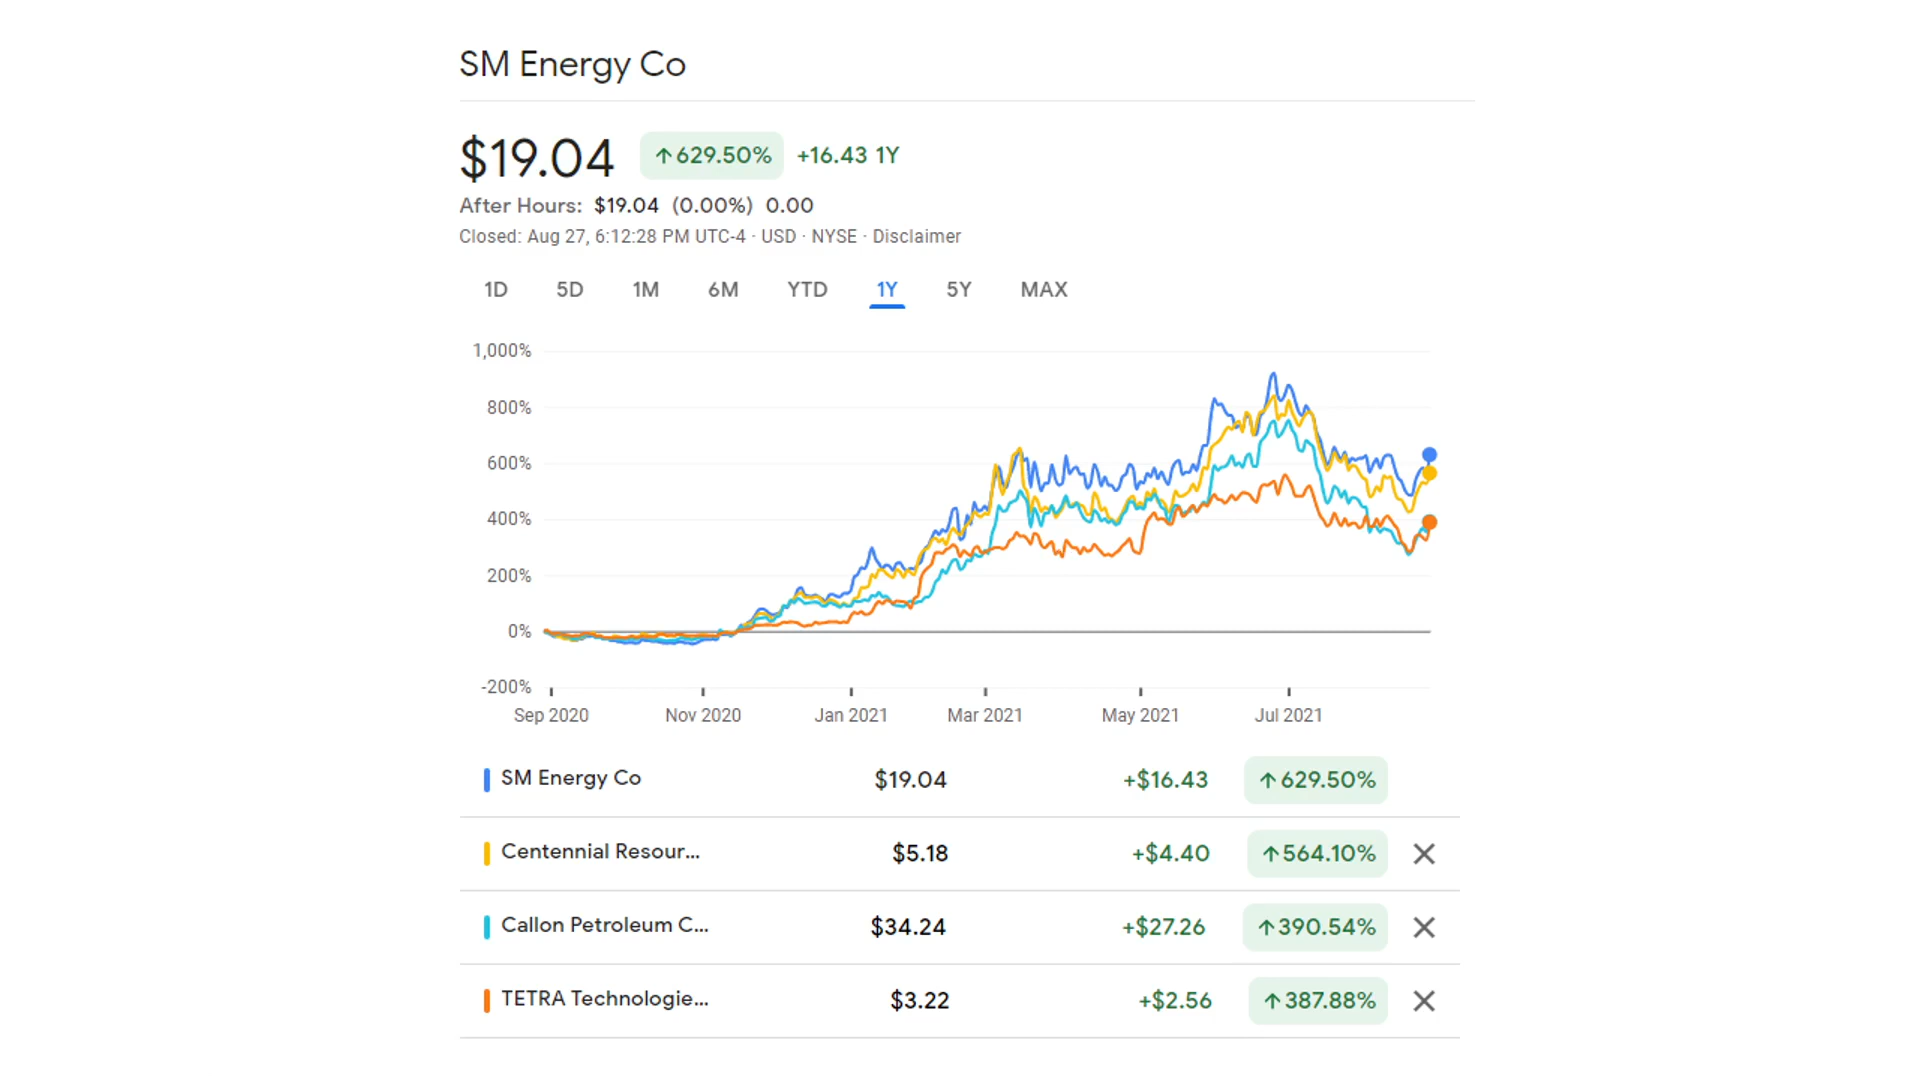 SM Energy Co
$19.04 ↑629.50% +16.43 1Y
After Hours: $19.04 (0.00%) 0.00
Closed: Aug 27, 6:12:28 PM UTC-4 · USD · NYSE · Disclaimer
1D 5D 1M 6M YTD 1Y 5Y MAX
1,000%
800%
600%
400%
200%
0%
-200%
Sep 2020 Nov 2020 Jan 2021 Mar 2021 May 2021 Jul 2021
SM Energy Co $19.04 +$16.43 ↑629.50%
Centennial Resour... $5.18 +$4.40 ↑564.10%
Callon Petroleum C... $34.24 +$27.26 ↑390.54%
TETRA Technologie... $3.22 +$2.56 ↑387.88%